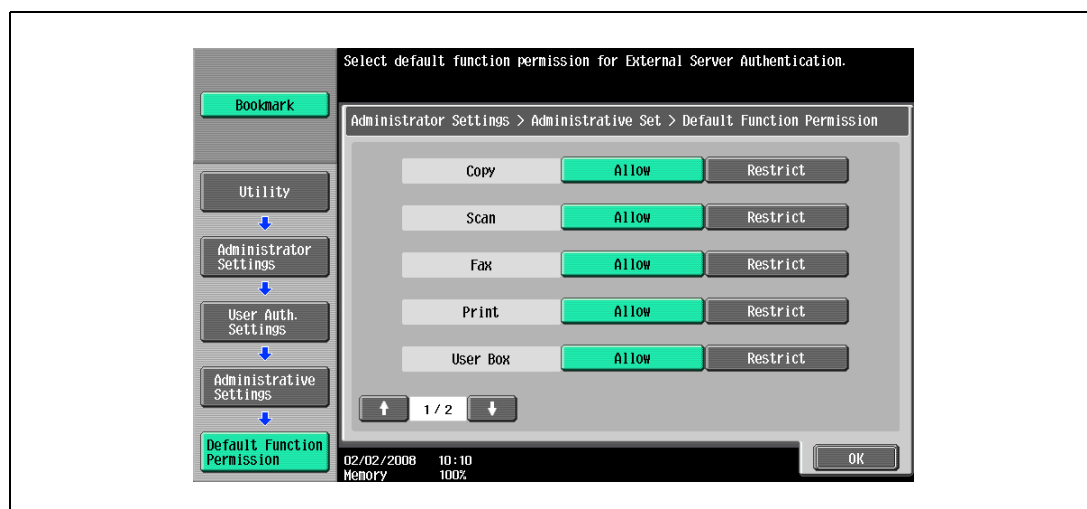 Select default function permission for External Server Authentication.
Bookmark
Administrator Settings > Administrative Set > Default Function Permission
Copy Allow Restrict
Utility
Scan Allow Restrict
Administrator
Settings
Fax Allow Restrict
User Auth.
Settings
Print Allow Restrict
User Box Allow Restrict
Administrative
Settings
1 / 2
Default Function
Permission
02/02/2008 10:10
Memory 100%
OK